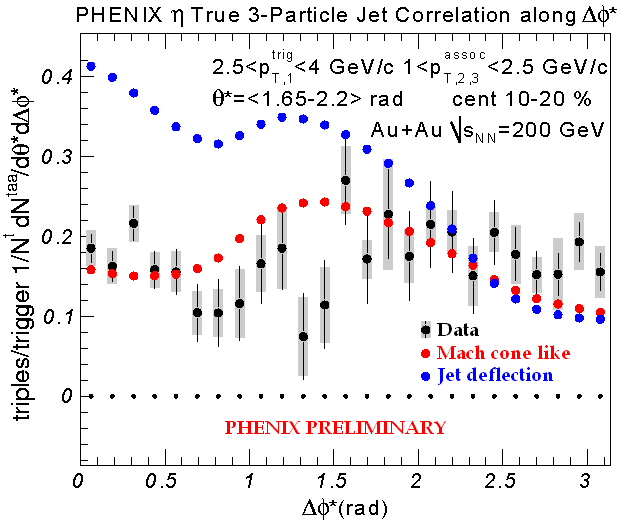 PHENIX η True 3-Particle Jet Correlation along Δϕ*
2.5<p_{T,1}^{trig}<4 GeV/c 1<p_{T,2,3}^{assoc}<2.5 GeV/c
θ*=<1.65-2.2> rad cent 10-20 %
Au+Au √s_{NN}=200 GeV
triples/trigger 1/N^t dN^{taa}/dθ*dΔϕ*
0.4
0.3
0.2
0.1
0
Data
Mach cone like
Jet deflection
PHENIX PRELIMINARY
0 0.5 1 1.5 2 2.5 3
Δϕ*(rad)